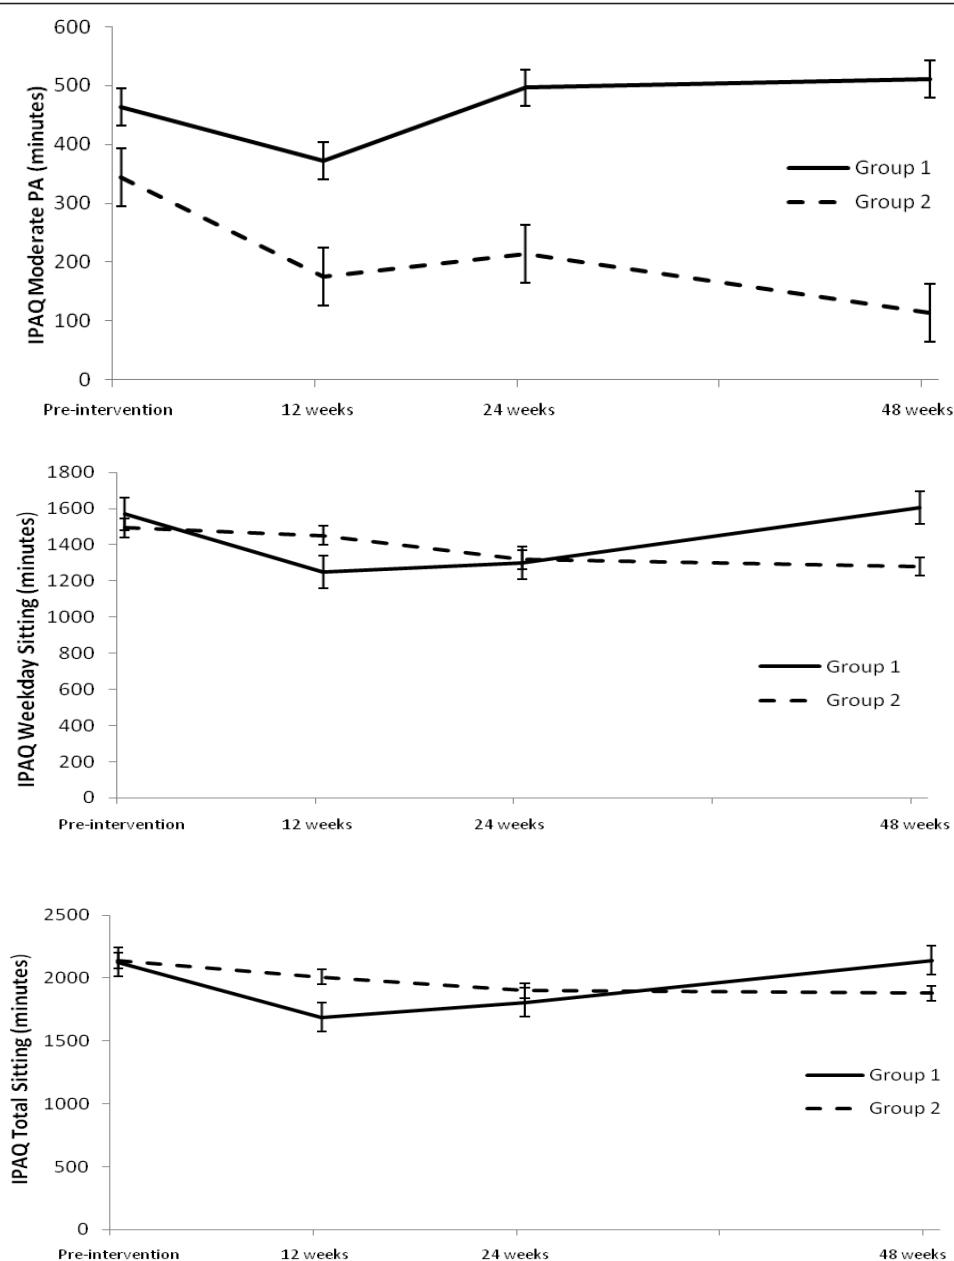 600
500
400
300
200
100
0
IPAQ Moderate PA (minutes)
Group 1
Group 2
Pre-intervention 12 weeks 24 weeks 48 weeks
1800
1600
1400
1200
1000
800
600
400
200
0
IPAQ Weekday Sitting (minutes)
Group 1
Group 2
Pre-intervention 12 weeks 24 weeks 48 weeks
2500
2000
1500
1000
500
0
IPAQ Total Sitting (minutes)
Group 1
Group 2
Pre-intervention 12 weeks 24 weeks 48 weeks